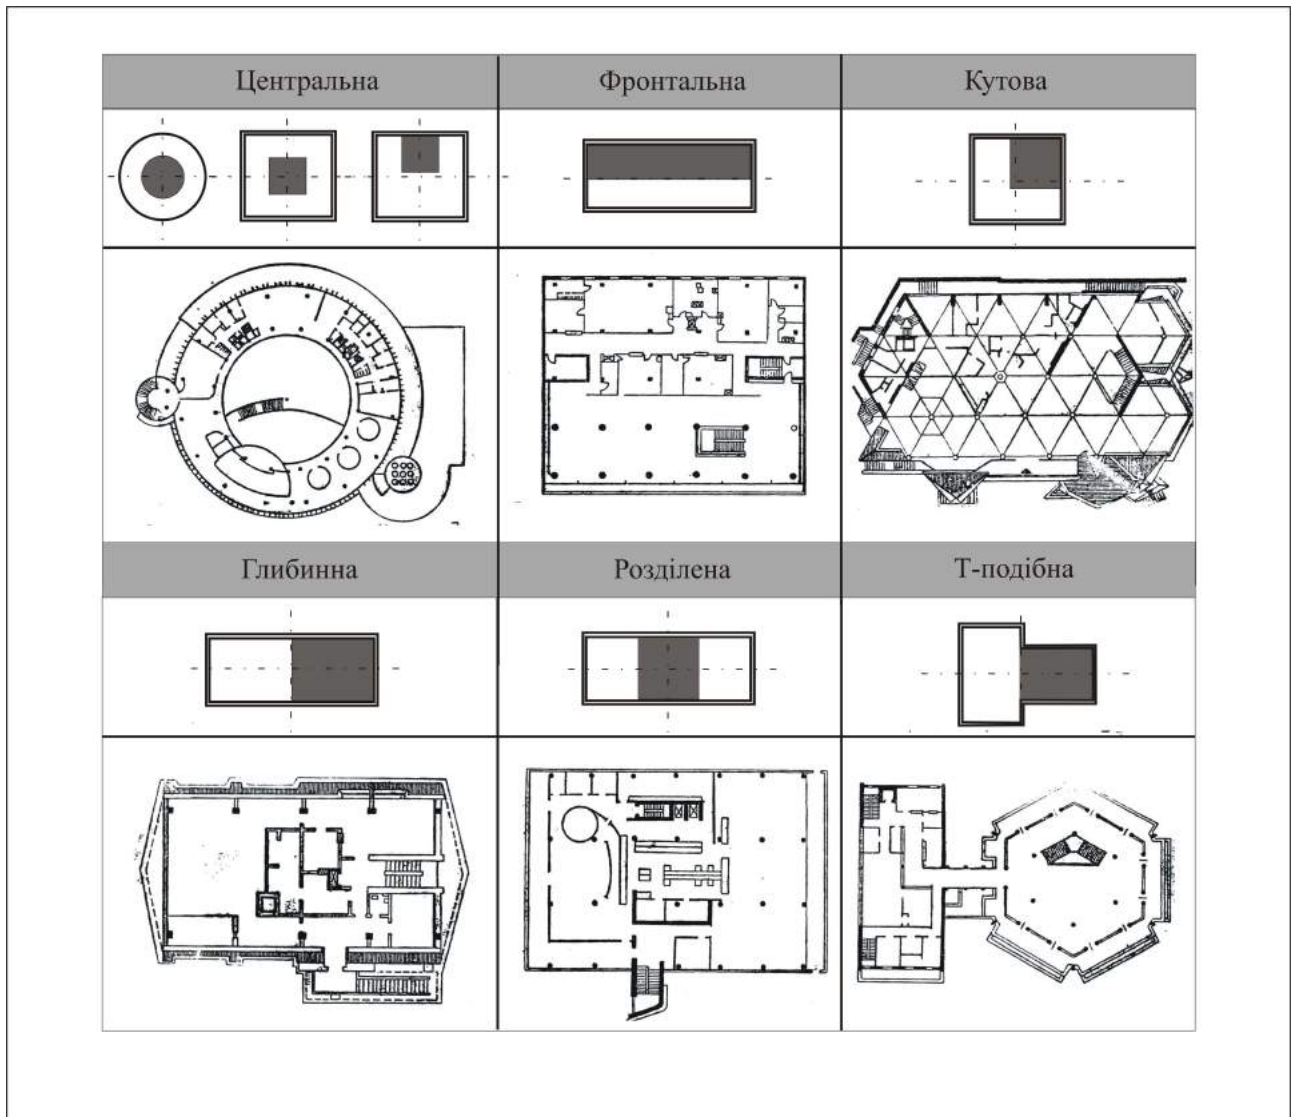 Центральна
Фронтальна
Кутова
Глибинна
Розділена
Т-подібна